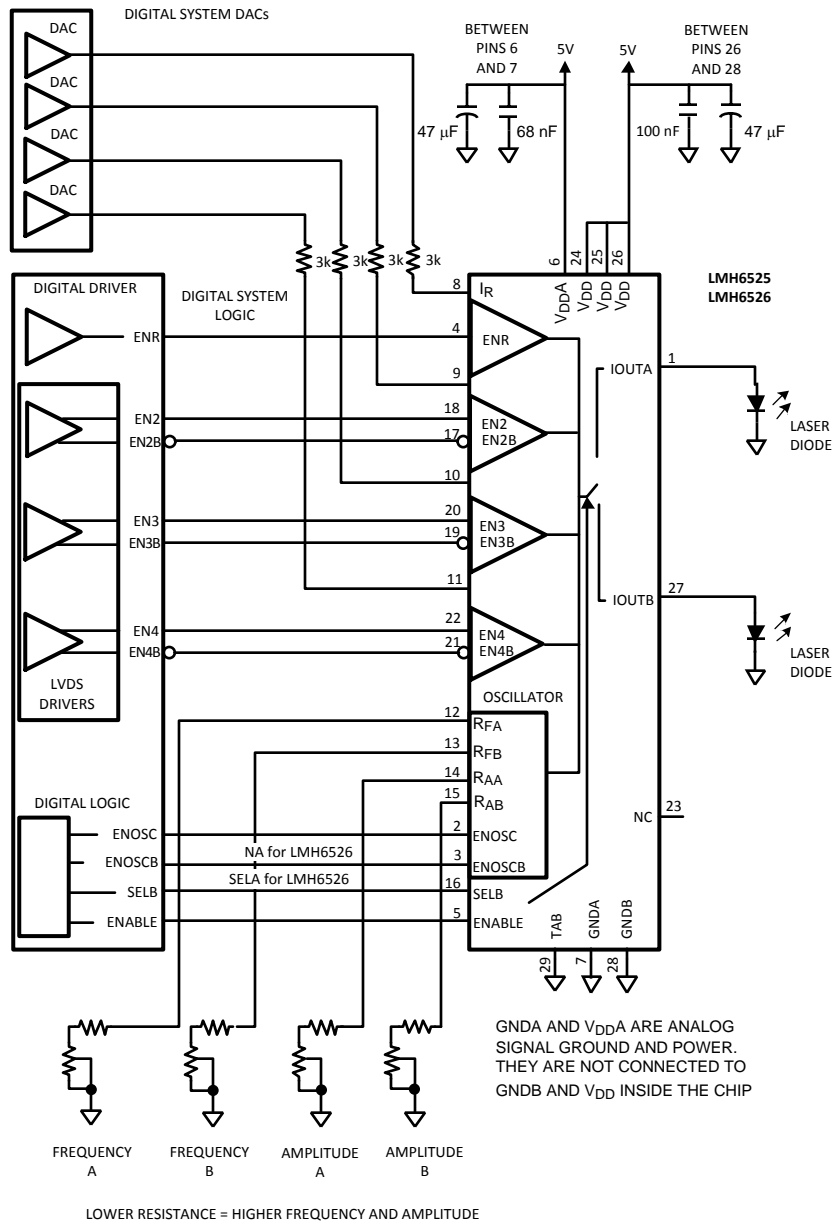 DIGITAL SYSTEM DACs
DAC
DAC
DAC
DAC
BETWEEN
PINS 6
AND 7
5V
47 µF
68 nF
5V
BETWEEN
PINS 26
AND 28
100 nF
47 µF
3k
3k
3k
3k
DIGITAL DRIVER
DIGITAL SYSTEM
LOGIC
ENR
EN2
EN2B
EN3
EN3B
EN4
EN4B
LVDS
DRIVERS
DIGITAL LOGIC
ENOSC
ENOSCB
SELB
ENABLE
NA for LMH6526
SELA for LMH6526
8
4
9
18
17
10
20
19
11
22
21
12
13
14
15
2
3
16
5
IR
ENR
EN2
EN2B
EN3
EN3B
EN4
EN4B
OSCILLATOR
RFA
RFB
RAA
RAB
ENOSC
ENOSCB
SELB
ENABLE
6
24
25
26
VDDA
VDD
VDD
VDD
LMH6525
LMH6526
IOUTA
1
LASER
DIODE
IOUTB
27
LASER
DIODE
NC
23
TAB
GNDA
GNDB
29
7
28
GNDA AND VDDA ARE ANALOG
SIGNAL GROUND AND POWER.
THEY ARE NOT CONNECTED TO
GNDB AND VDD INSIDE THE CHIP
FREQUENCY
A
FREQUENCY
B
AMPLITUDE
A
AMPLITUDE
B
LOWER RESISTANCE = HIGHER FREQUENCY AND AMPLITUDE